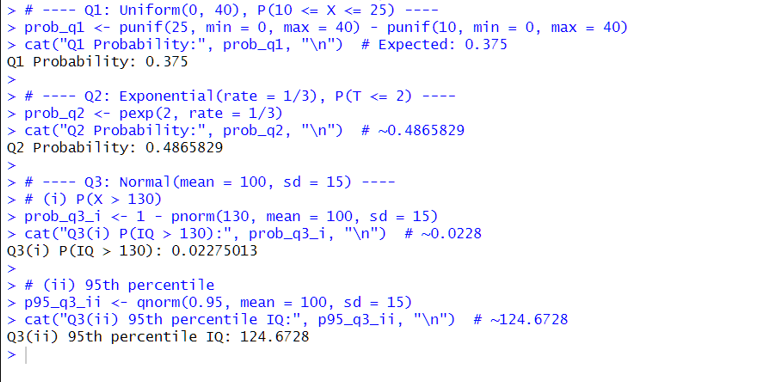 > # ---- Q1: Uniform(0, 40), P(10 <= X <= 25) ----
> prob_q1 <- punif(25, min = 0, max = 40) - punif(10, min = 0, max = 40)
> cat("Q1 Probability:", prob_q1, "\n")  # Expected: 0.375
Q1 Probability: 0.375
>
> # ---- Q2: Exponential(rate = 1/3), P(T <= 2) ----
> prob_q2 <- pexp(2, rate = 1/3)
> cat("Q2 Probability:", prob_q2, "\n")  # ~0.4865829
Q2 Probability: 0.4865829
>
> # ---- Q3: Normal(mean = 100, sd = 15) ----
> # (i) P(X > 130)
> prob_q3_i <- 1 - pnorm(130, mean = 100, sd = 15)
> cat("Q3(i) P(IQ > 130):", prob_q3_i, "\n")  # ~0.0228
Q3(i) P(IQ > 130): 0.02275013
>
> # (ii) 95th percentile
> p95_q3_ii <- qnorm(0.95, mean = 100, sd = 15)
> cat("Q3(ii) 95th percentile IQ:", p95_q3_ii, "\n")  # ~124.6728
Q3(ii) 95th percentile IQ: 124.6728
>